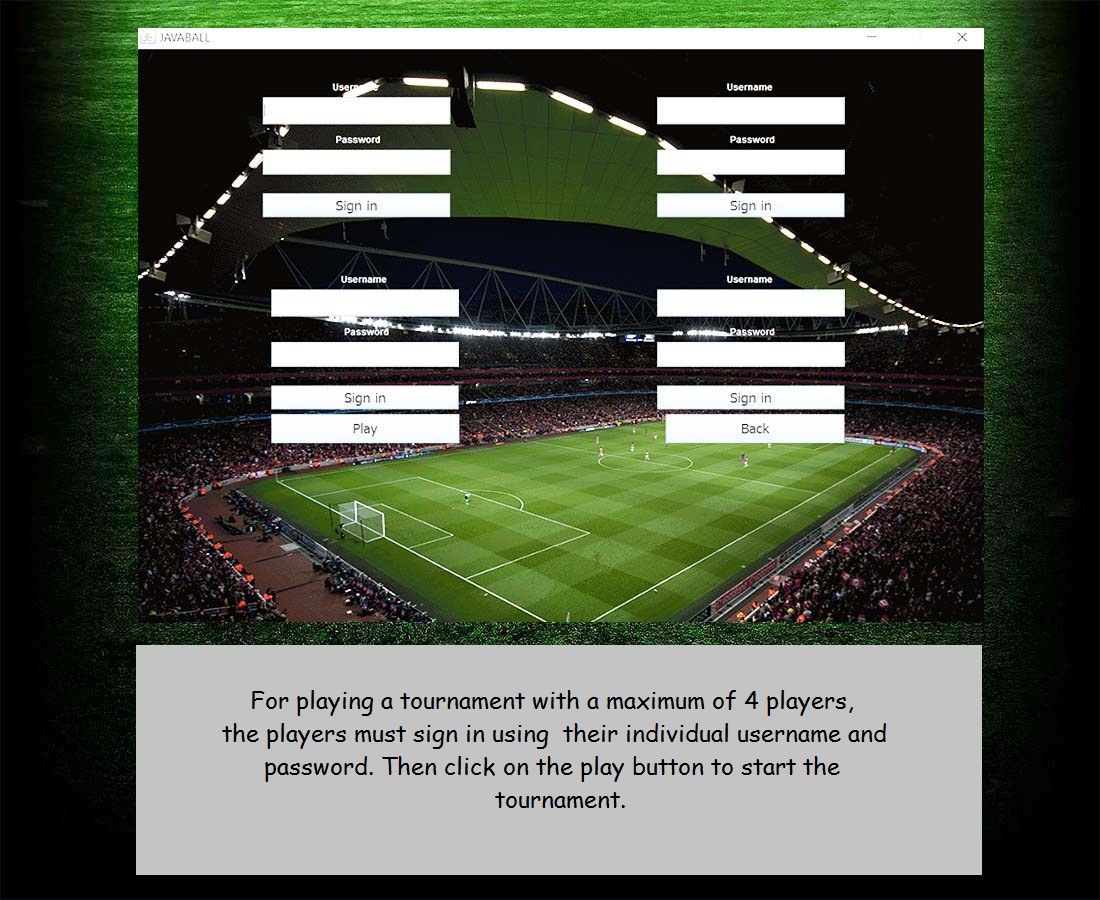 JAVABALL
Username Username
Password Password
Sign in Sign in
Username Username
Password Password
Sign in Sign in
Play Back
For playing a tournament with a maximum of 4 players,
the players must sign in using their individual username and
password. Then click on the play button to start the
tournament.